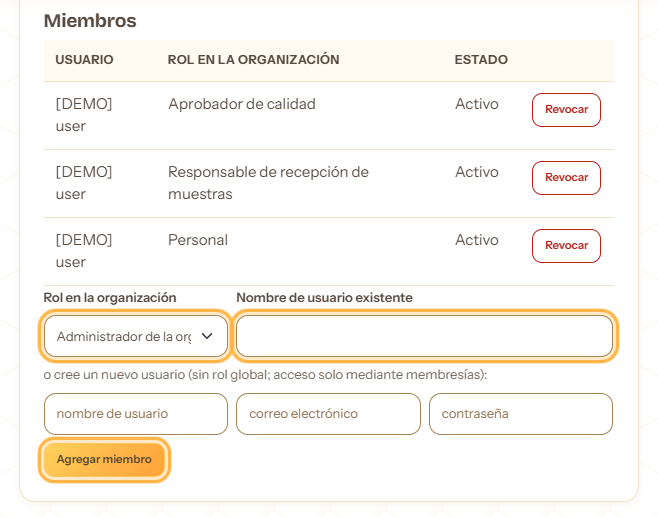 Miembros
USUARIO ROL EN LA ORGANIZACIÓN ESTADO
[DEMO] user Aprobador de calidad Activo Revocar
[DEMO] user Responsable de recepción de muestras Activo Revocar
[DEMO] user Personal Activo Revocar
Rol en la organización Nombre de usuario existente
Administrador de la org
o cree un nuevo usuario (sin rol global; acceso solo mediante membresías):
nombre de usuario correo electrónico contraseña
Agregar miembro